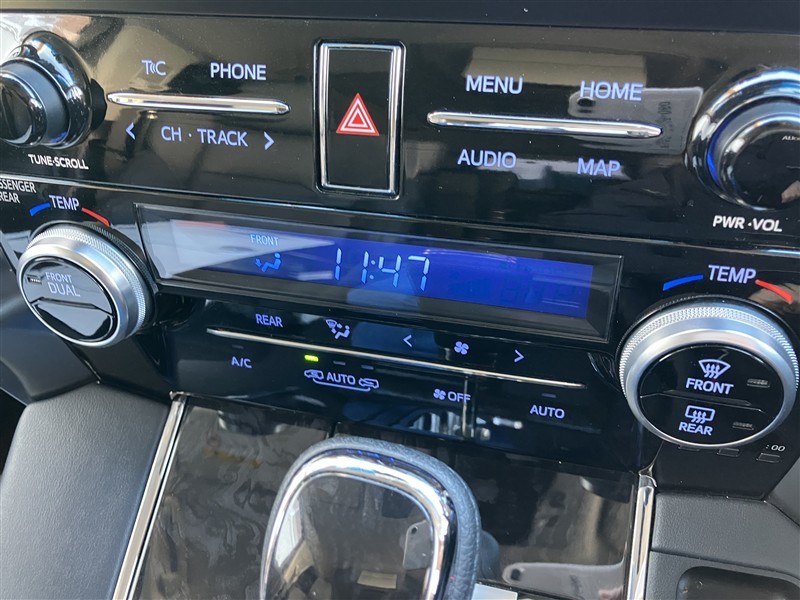 T C PHONE
MENU HOME
< CH · TRACK >
AUDIO MAP
TUNE·SCROLL
PWR·VOL
REAR
TEMP
FRONT
11:47
TEMP
FRONT
DUAL
REAR < >
FRONT
A/C
AUTO
OFF
AUTO
REAR
:00